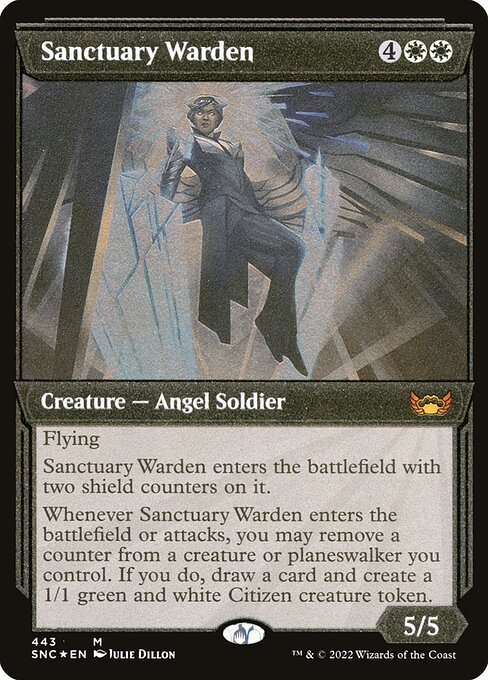 Sanctuary Warden 4
Creature — Angel Soldier
Flying
Sanctuary Warden enters the battlefield with
two shield counters on it.
Whenever Sanctuary Warden enters the
battlefield or attacks, you may remove a
counter from a creature or planeswalker you
control. If you do, draw a card and create a
1/1 green and white Citizen creature token.
5/5
443 M
SNC★EN JULIE DILLON ™ & © 2022 Wizards of the Coast